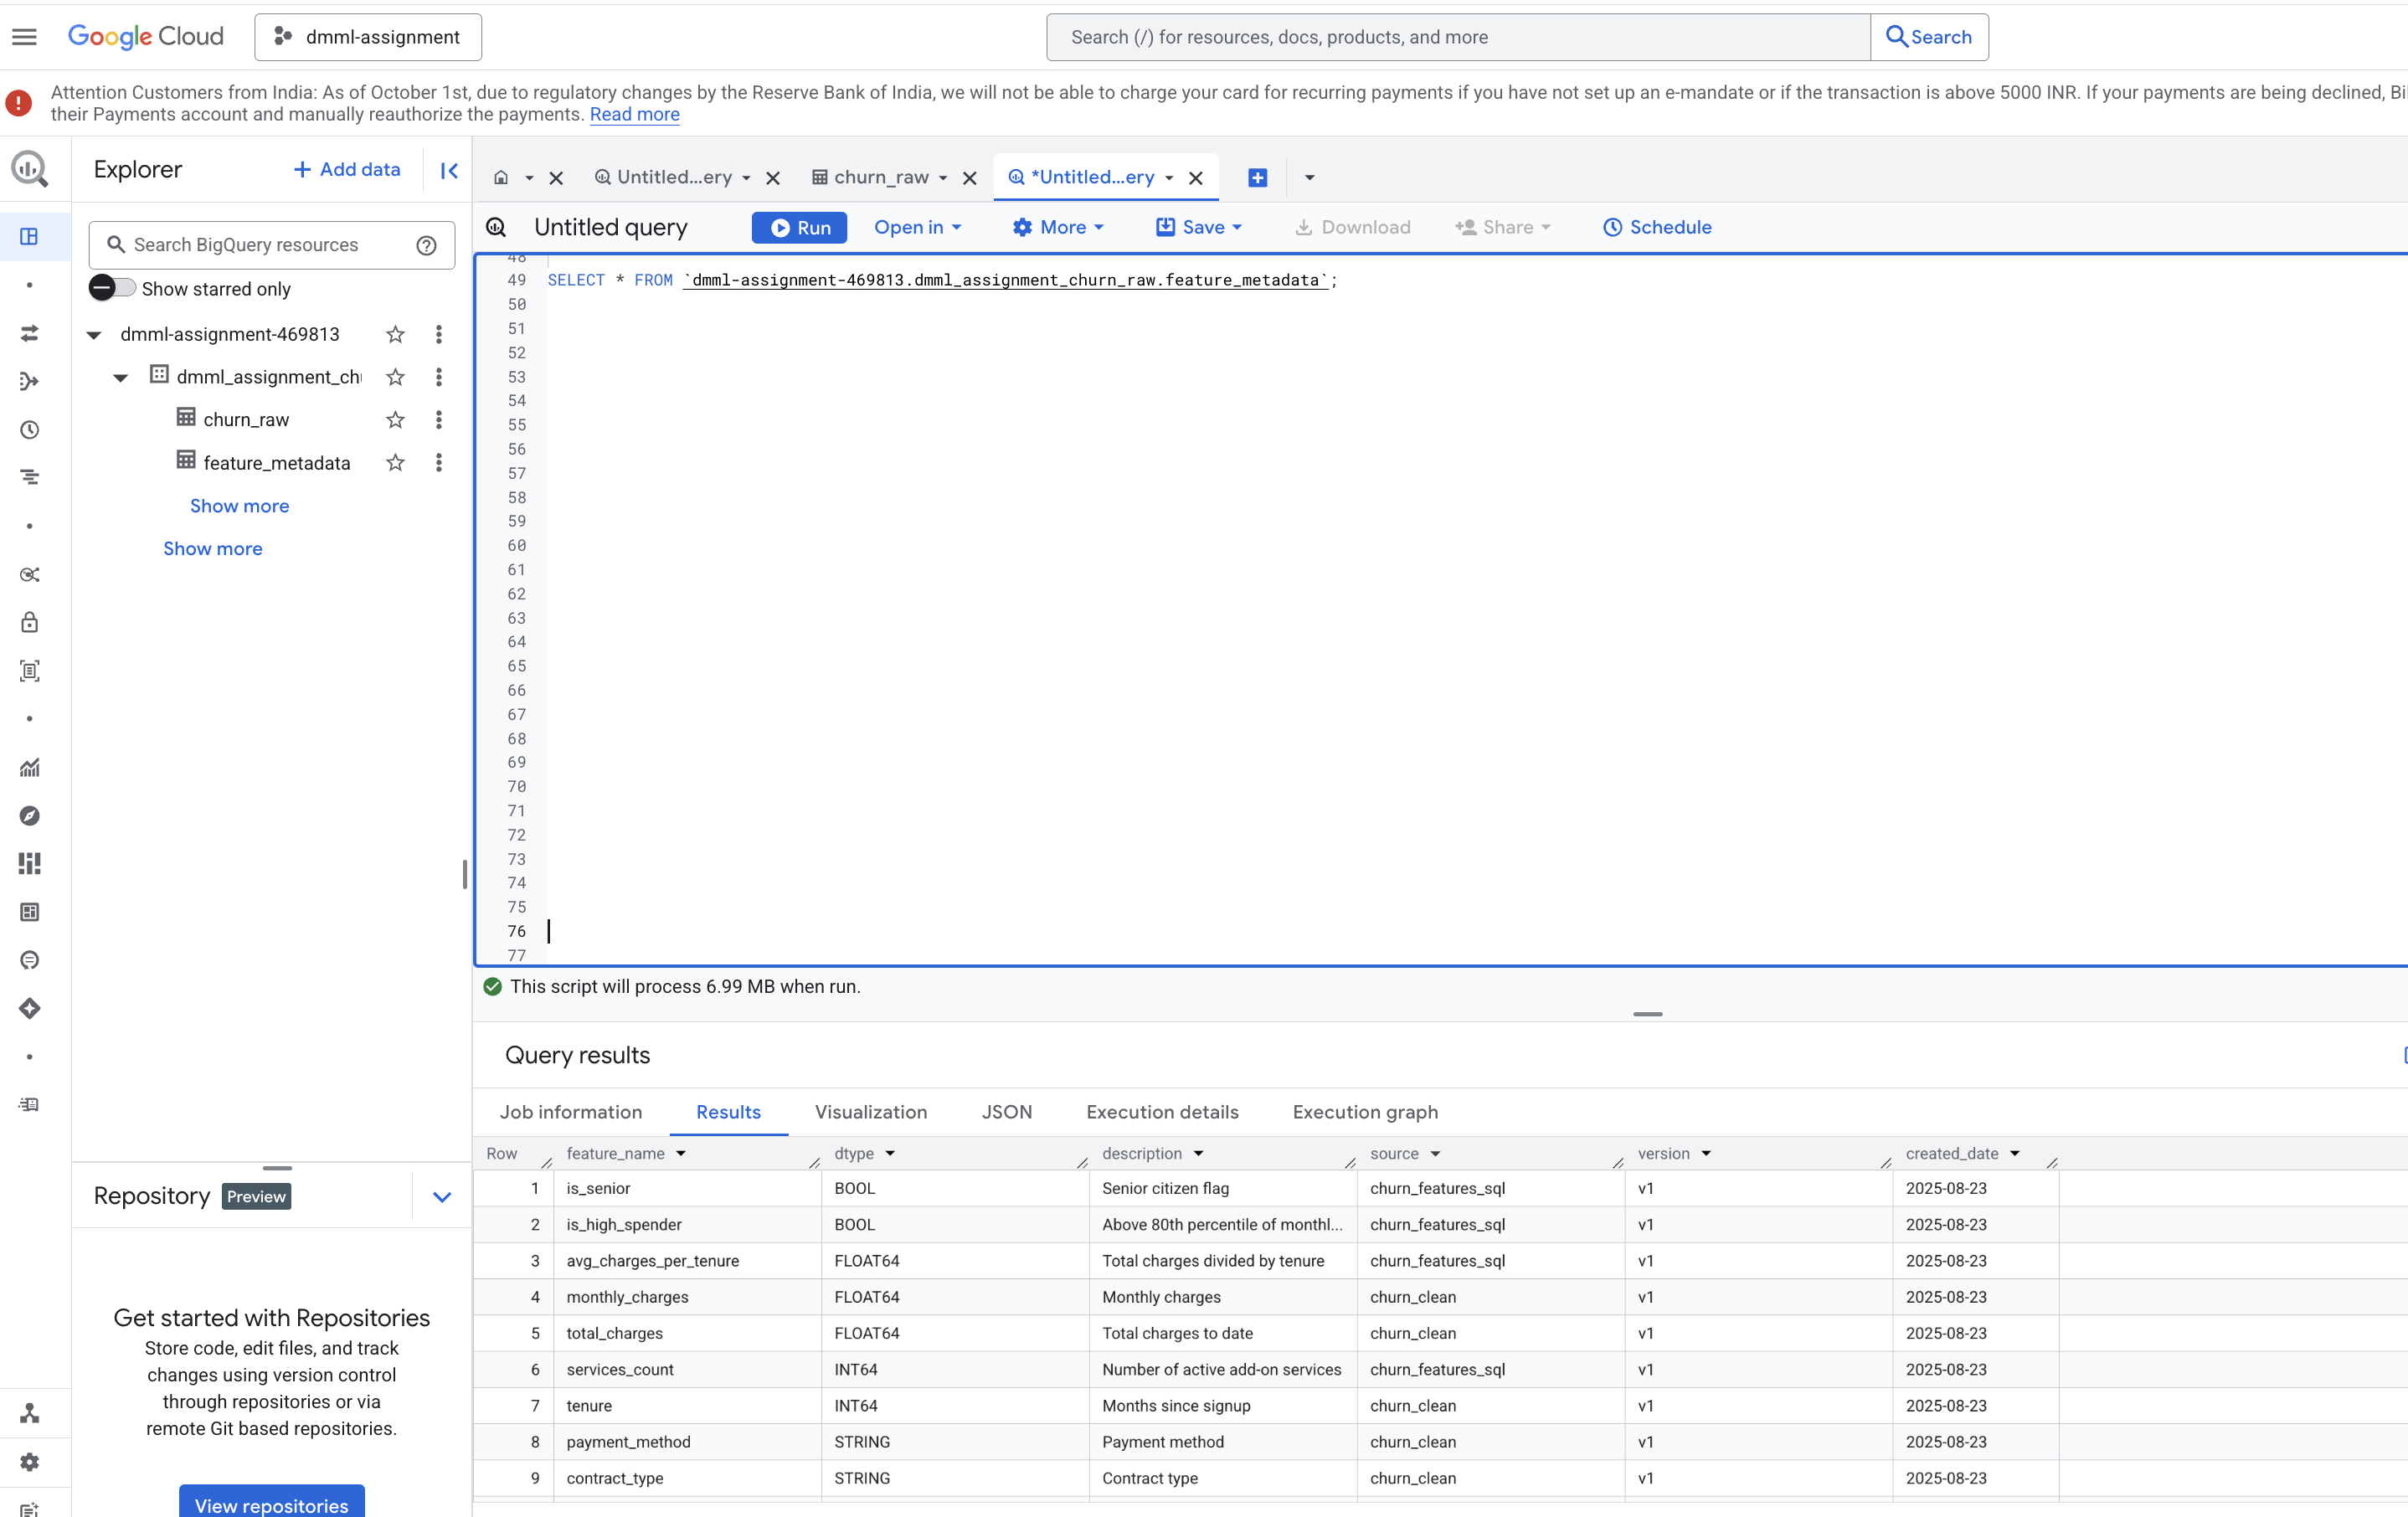 Google Cloud
dmml-assignment
Search (/) for resources, docs, products, and more
Search
Attention Customers from India: As of October 1st, due to regulatory changes by the Reserve Bank of India, we will not be able to charge your card for recurring payments if you have not set up an e-mandate or if the transaction is above 5000 INR. If your payments are being declined, Bi
their Payments account and manually reauthorize the payments. Read more
Explorer
+ Add data
Search BigQuery resources
Show starred only
dmml-assignment-469813
dmml_assignment_ch
churn_raw
feature_metadata
Show more
Show more
Repository Preview
Get started with Repositories
Store code, edit files, and track
changes using version control
through repositories or via
remote Git based repositories.
View repositories
Untitled...ery
churn_raw
*Untitled...ery
Untitled query
Run
Open in
More
Save
Download
Share
Schedule
48
49 SELECT * FROM `dmml-assignment-469813.dmml_assignment_churn_raw.feature_metadata`;
50
51
52
53
54
55
56
57
58
59
60
61
62
63
64
65
66
67
68
69
70
71
72
73
74
75
76
77
This script will process 6.99 MB when run.
Query results
Job information Results Visualization JSON Execution details Execution graph
Row feature_name dtype description source version created_date
1 is_senior BOOL Senior citizen flag churn_features_sql v1 2025-08-23
2 is_high_spender BOOL Above 80th percentile of monthl... churn_features_sql v1 2025-08-23
3 avg_charges_per_tenure FLOAT64 Total charges divided by tenure churn_features_sql v1 2025-08-23
4 monthly_charges FLOAT64 Monthly charges churn_clean v1 2025-08-23
5 total_charges FLOAT64 Total charges to date churn_clean v1 2025-08-23
6 services_count INT64 Number of active add-on services churn_features_sql v1 2025-08-23
7 tenure INT64 Months since signup churn_clean v1 2025-08-23
8 payment_method STRING Payment method churn_clean v1 2025-08-23
9 contract_type STRING Contract type churn_clean v1 2025-08-23